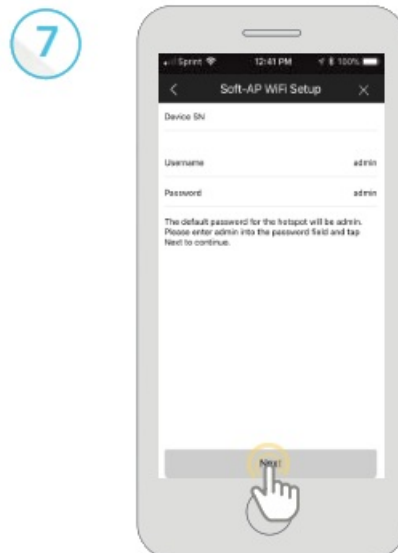 7
Sprint 12:41 PM 100%
Soft-AP WiFi Setup
Device SN
Username admin
Password admin
The default password for the hotspot will be admin.
Please enter admin into the password field and tap
Next to continue.
Next